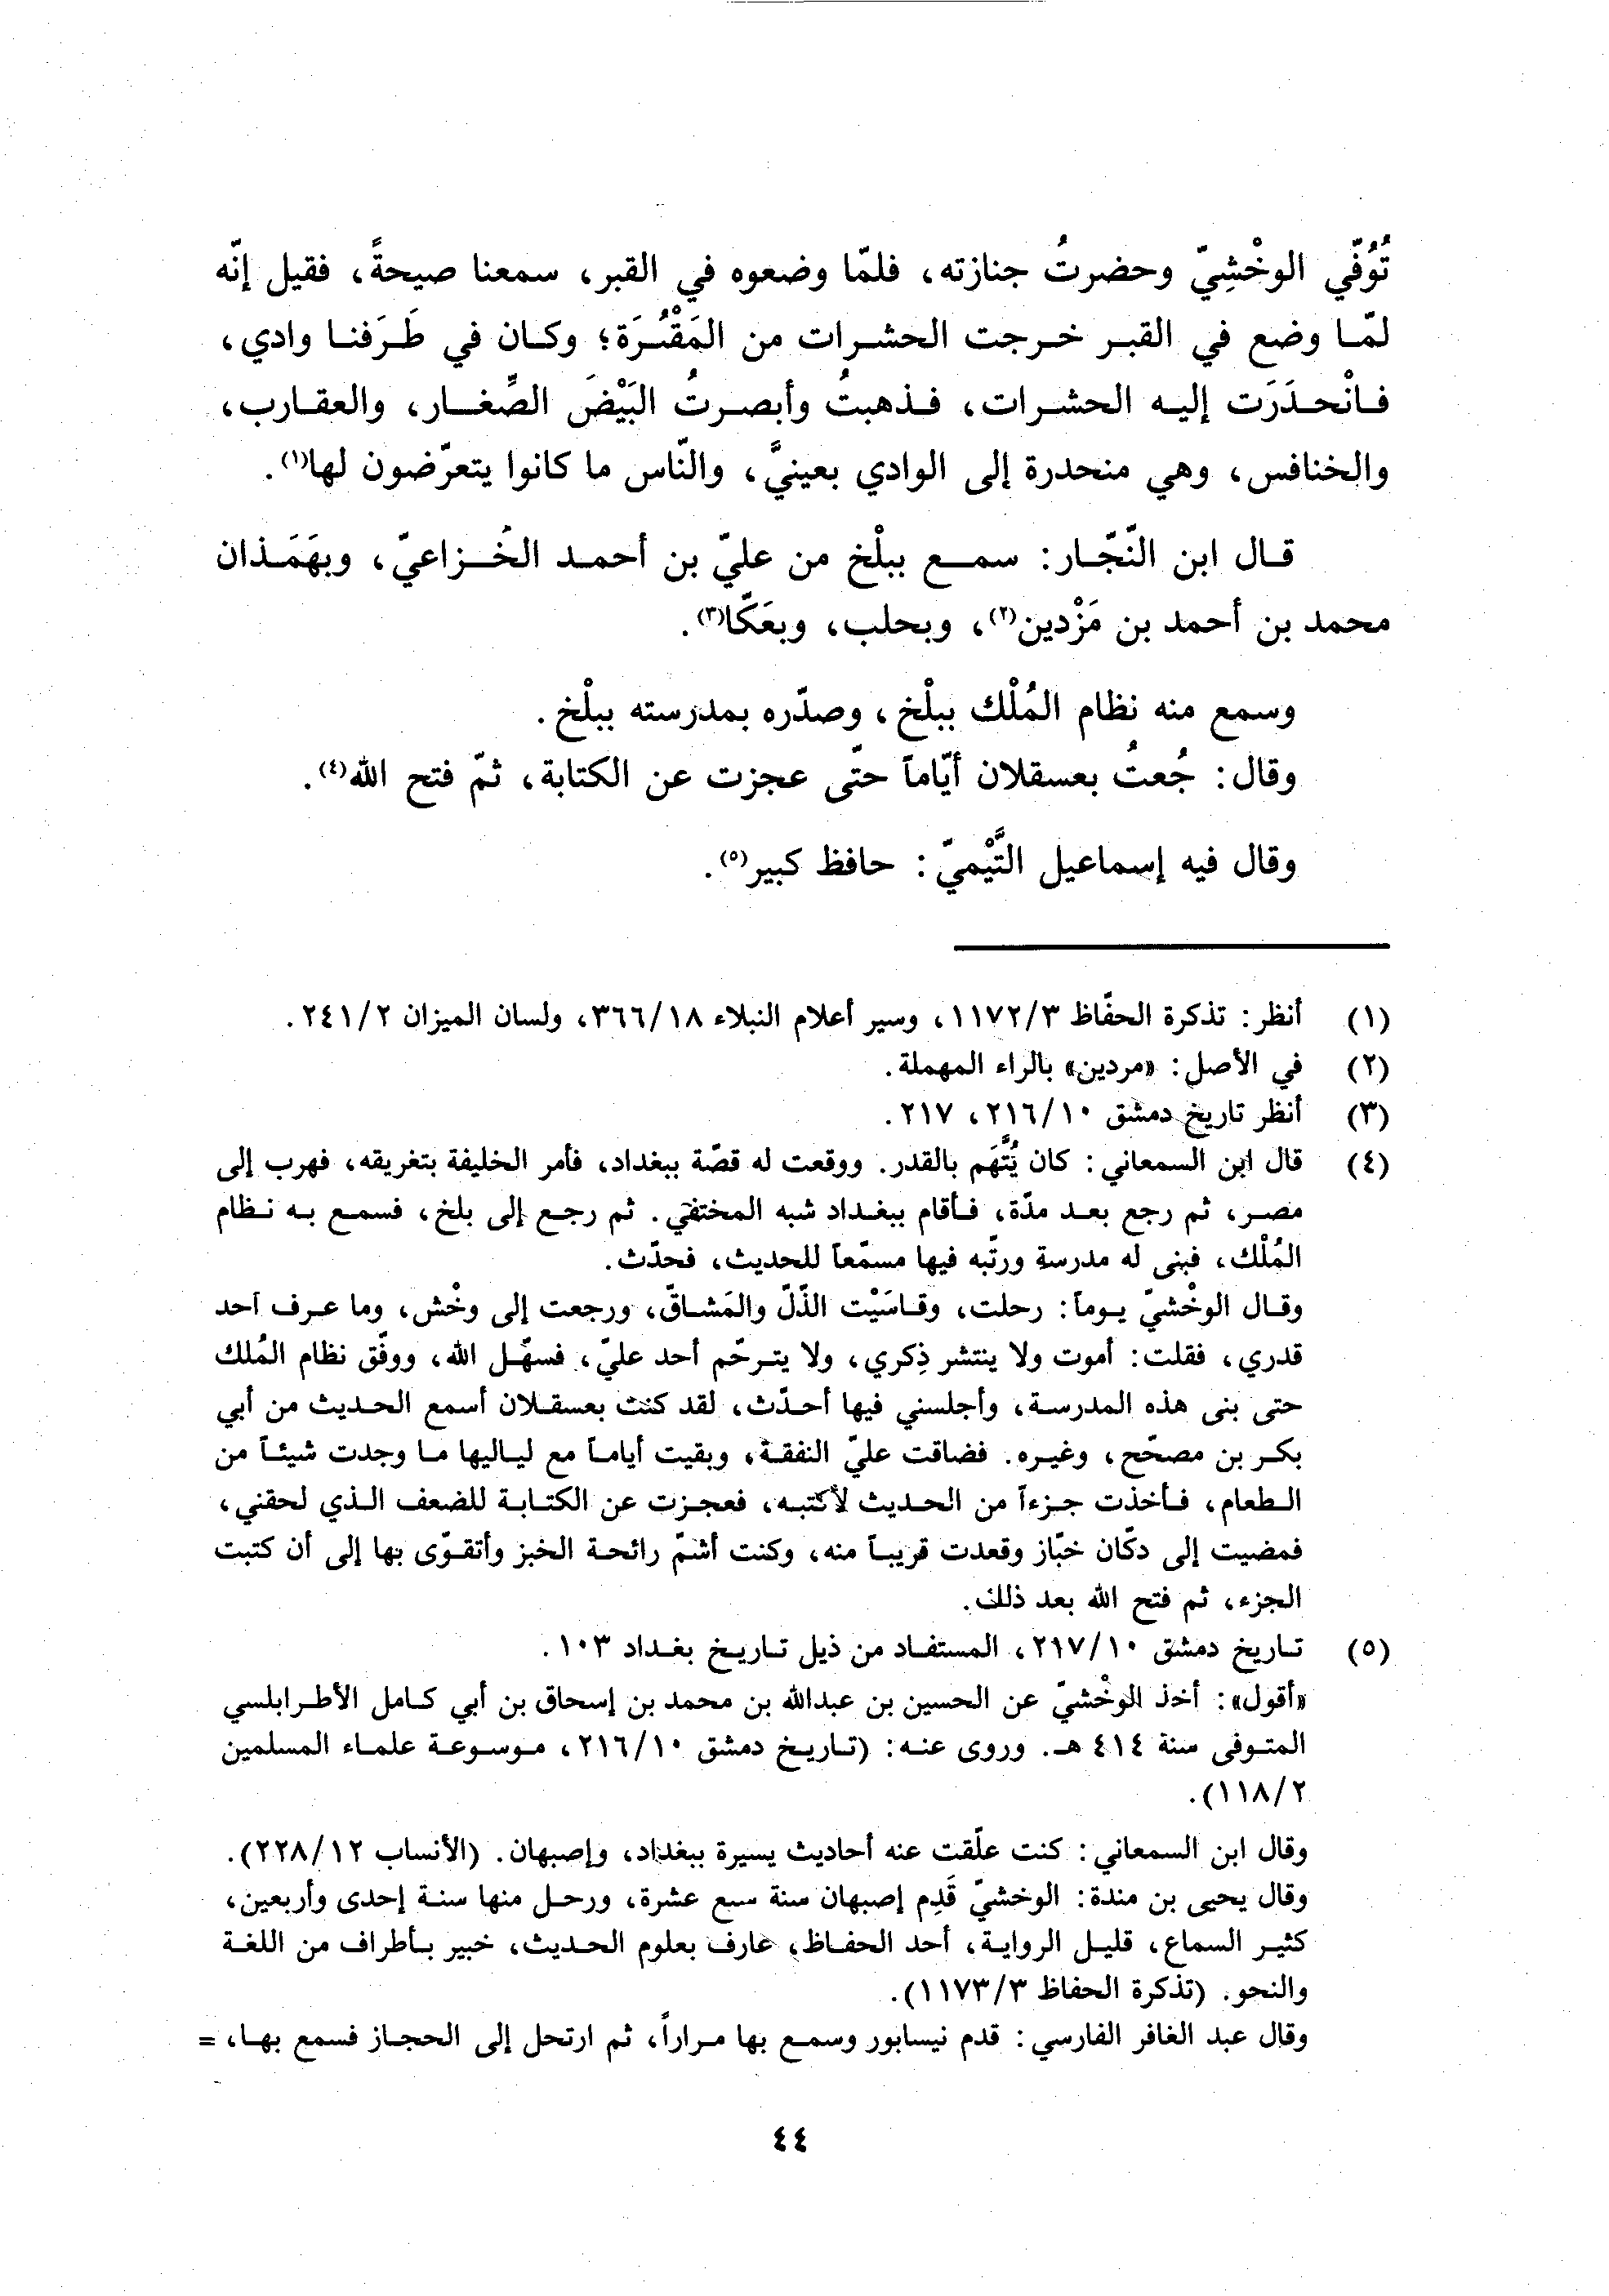 تُوُفّي الوخْشِيّ وحضرتُ جنازته، فلمّا وضعوه في القبر، سمعنا صيحةً، فقيل إنّه
لمّا وضع في القبر خرجت الحشرات من المَقْبُرَة؛ وكان في طَرَفنا وادي،
فانْحدَرَت إليه الحشرات، فذهبتُ وأبصرتُ البَيْضَ الصِّغار، والعقارب،
والخنافس، وهي منحدرة إلى الوادي بعينيَّ، والنّاس ما كانوا يتعرّضون لها(١).
قال ابن النّجّار: سمع ببلْخ من عليّ بن أحمد الخُزاعيّ، وبهَمَذان
محمد بن أحمد بن مَزْدين(٢)، وبحلب، وبعَكّا(٣).
وسمع منه نظام المُلْك ببلْخ، وصدّره بمدرسته ببلْخ.
وقال: جُعتُ بعسقلان أيّاماً حتّى عجزت عن الكتابة، ثمّ فتح الله(٤).
وقال فيه إسماعيل التَّيْميّ: حافظ كبير(٥).
(١) أنظر: تذكرة الحفّاظ ١١٧٢/٣، وسير أعلام النبلاء ٣٦٦/١٨، ولسان الميزان ٢٤١/٢.
(٢) في الأصل: «مردين» بالراء المهملة.
(٣) أنظر تاريخ دمشق ٢١٦/١٠، ٢١٧.
(٤) قال ابن السمعاني: كان يُتَّهَم بالقدر. ووقعت له قصّة ببغداد، فأمر الخليفة بتغريقه، فهرب إلى
مصر، ثم رجع بعد مدّة، فأقام ببغداد شبه المختفي. ثم رجع إلى بلخ، فسمع به نظام
المُلْك، فبنى له مدرسة ورتّبه فيها مسمّعاً للحديث، فحدّث.
وقال الوخْشيّ يوماً: رحلت، وقاسَيْت الذّلّ والمَشاقّ، ورجعت إلى وخْش، وما عرف أحد
قدري، فقلت: أموت ولا ينتشر ذِكري، ولا يترحّم أحد عليّ، فسهّل الله، ووفّق نظام المُلك
حتى بنى هذه المدرسة، وأجلسني فيها أحدّث، لقد كنت بعسقلان أسمع الحديث من أبي
بكر بن مصحّح، وغيره. فضاقت عليّ النفقة، وبقيت أياماً مع لياليها ما وجدت شيئاً من
الطعام، فأخذت جزءاً من الحديث لأكتبه، فعجزت عن الكتابة للضعف الذي لحقني،
فمضيت إلى دكّان خبّاز وقعدت قريباً منه، وكنت أشمّ رائحة الخبز وأتقوّى بها إلى أن كتبت
الجزء، ثم فتح الله بعد ذلك.
(٥) تاريخ دمشق ٢١٧/١٠، المستفاد من ذيل تاريخ بغداد ١٠٣.
«أقول»: أخذ الوخْشيّ عن الحسين بن عبدالله بن محمد بن إسحاق بن أبي كامل الأطرابلسي
المتوفى سنة ٤١٤ هـ. وروى عنه: (تاريخ دمشق ٢١٦/١٠، موسوعة علماء المسلمين
١١٨/٢).
وقال ابن السمعاني: كنت علّقت عنه أحاديث يسيرة ببغداد، وإصبهان. (الأنساب ٢٢٨/١٢).
وقال يحيى بن مندة: الوخشيّ قَدِم إصبهان سنة سبع عشرة، ورحل منها سنة إحدى وأربعين،
كثير السماع، قليل الرواية، أحد الحفاظ، عارف بعلوم الحديث، خبير بأطراف من اللغة
والنحو. (تذكرة الحفاظ ١١٧٣/٣).
وقال عبد الغافر الفارسي: قدم نيسابور وسمع بها مراراً، ثم ارتحل إلى الحجاز فسمع بها، =
٤٤